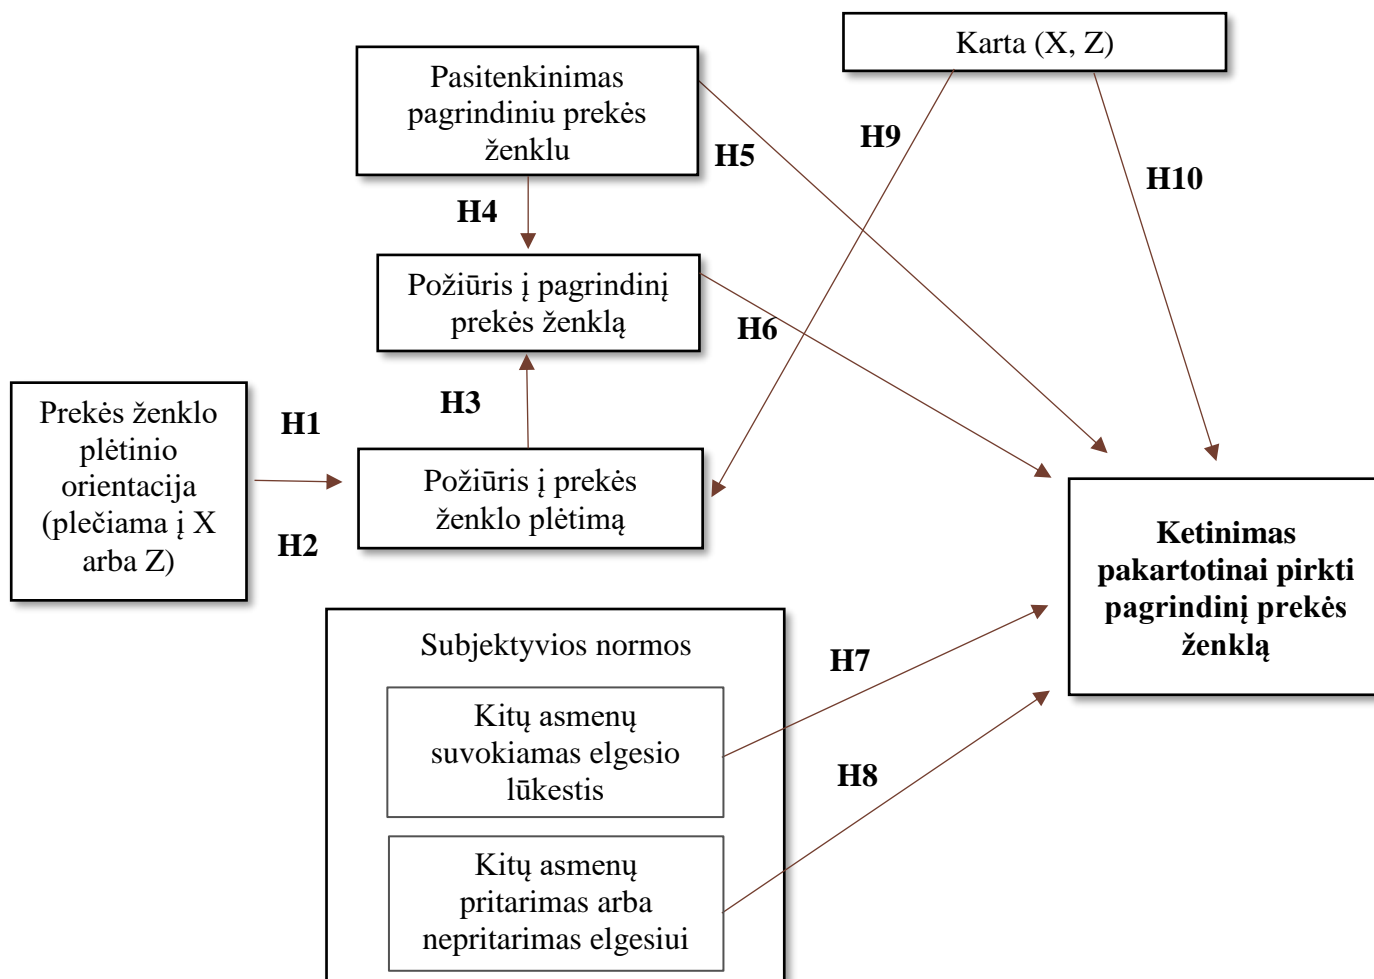 Karta (X, Z)
Pasitenkinimas
pagrindiniu prekės
ženklu
H9
H5
H10
H4
Požiūris į pagrindinį
prekės ženklą
H6
H3
Prekės ženklo
plėtinio
orientacija
(plečiama į X
arba Z)
H1
H2
Požiūris į prekės
ženklo plėtimą
Ketinimas
pakartotinai pirkti
pagrindinį prekės
ženklą
Subjektyvios normos
H7
Kitų asmenų
suvokiamas elgesio
lūkestis
H8
Kitų asmenų
pritarimas arba
nepritarimas elgesiui